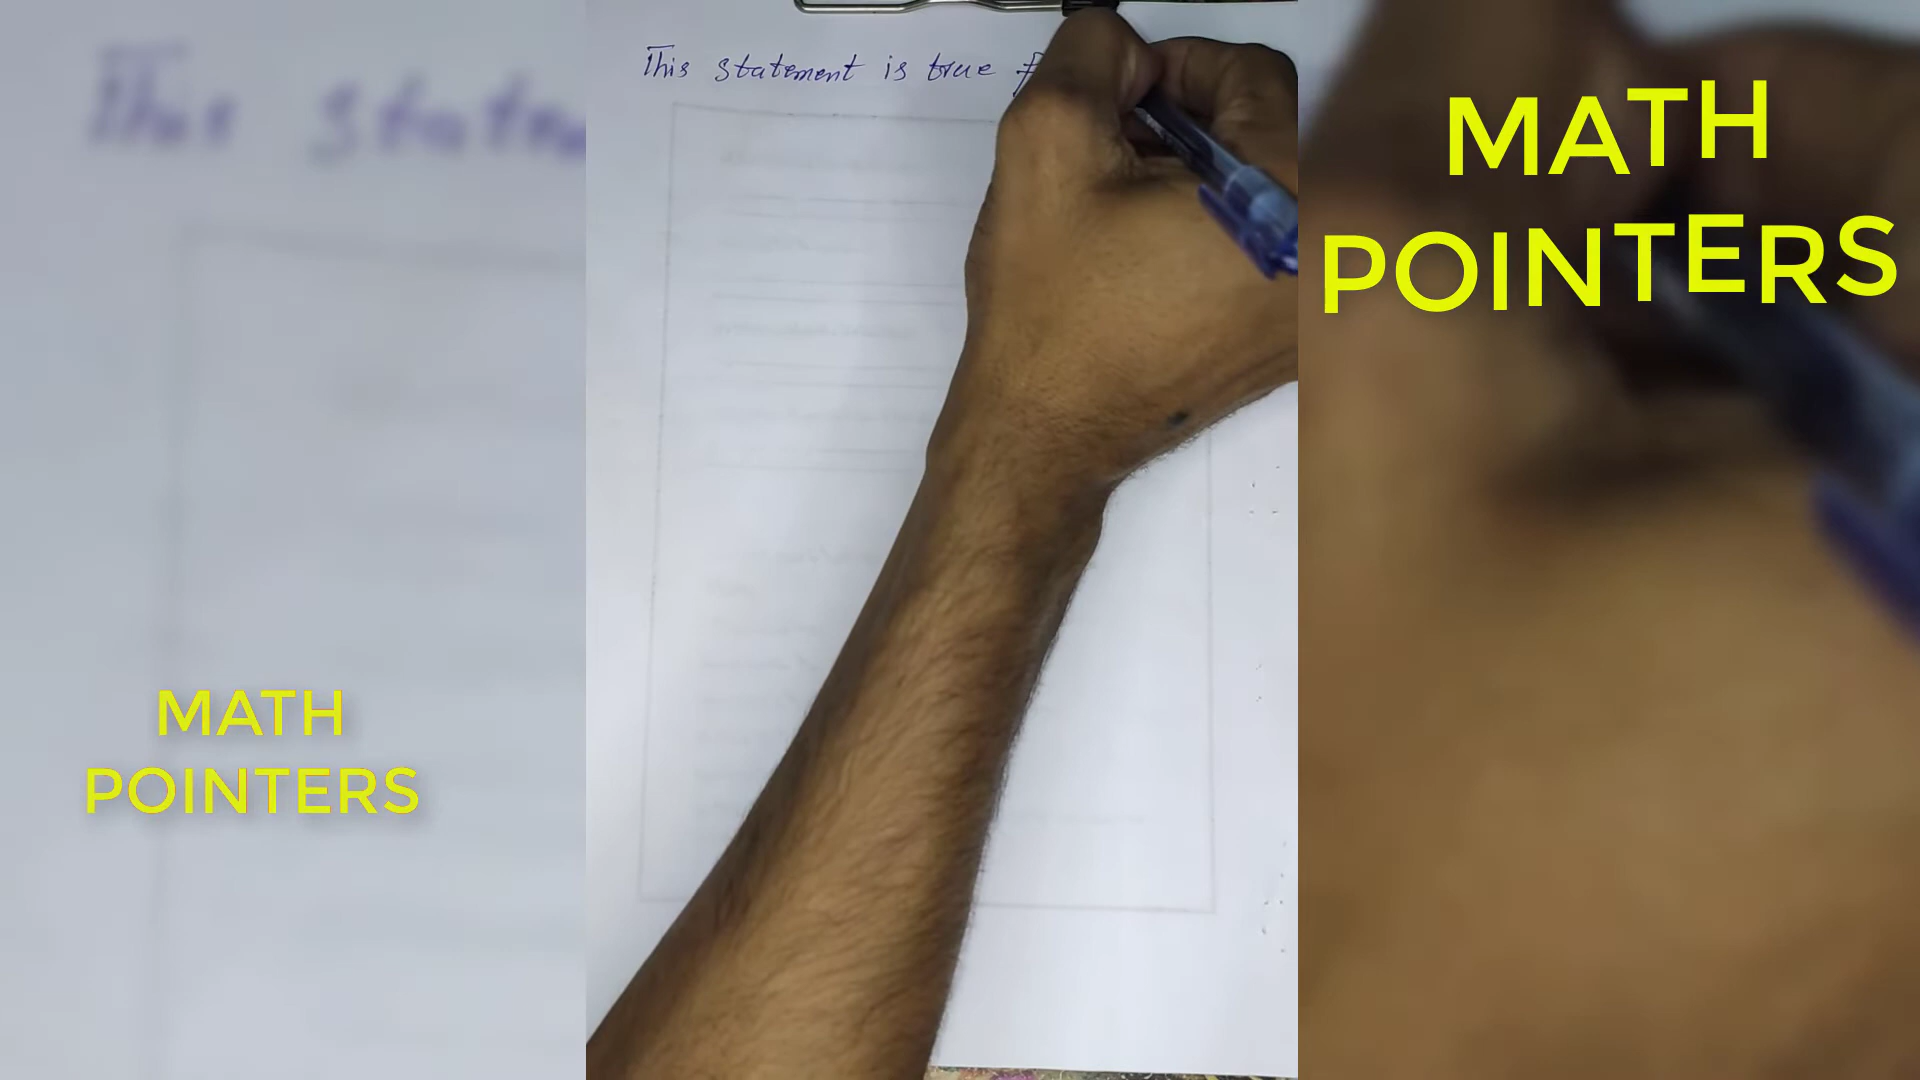 This statement is true
MATH
POINTERS
MATH
POINTERS